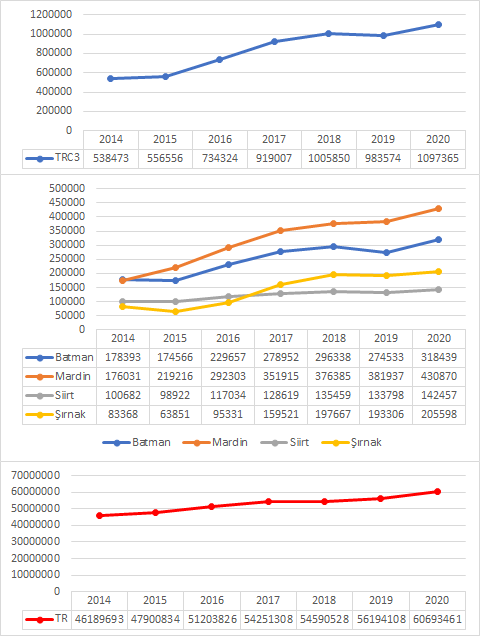 1200000
1000000
800000
600000
400000
200000
0
2014 2015 2016 2017 2018 2019 2020
TRC3 538473 556556 734324 919007 1005850 983574 1097365
500000
450000
400000
350000
300000
250000
200000
150000
100000
50000
0
2014 2015 2016 2017 2018 2019 2020
Batman 178393 174566 229657 278952 296338 274533 318439
Mardin 176031 219216 292303 351915 376385 381937 430870
Siirt 100682 98922 117034 128619 135459 133798 142457
Şırnak 83368 63851 95331 159521 197667 193306 205598
Batman Mardin Siirt Şırnak
70000000
60000000
50000000
40000000
30000000
20000000
10000000
0
2014 2015 2016 2017 2018 2019 2020
TR 46189693 47900834 51203826 54251308 54590528 56194108 60693461